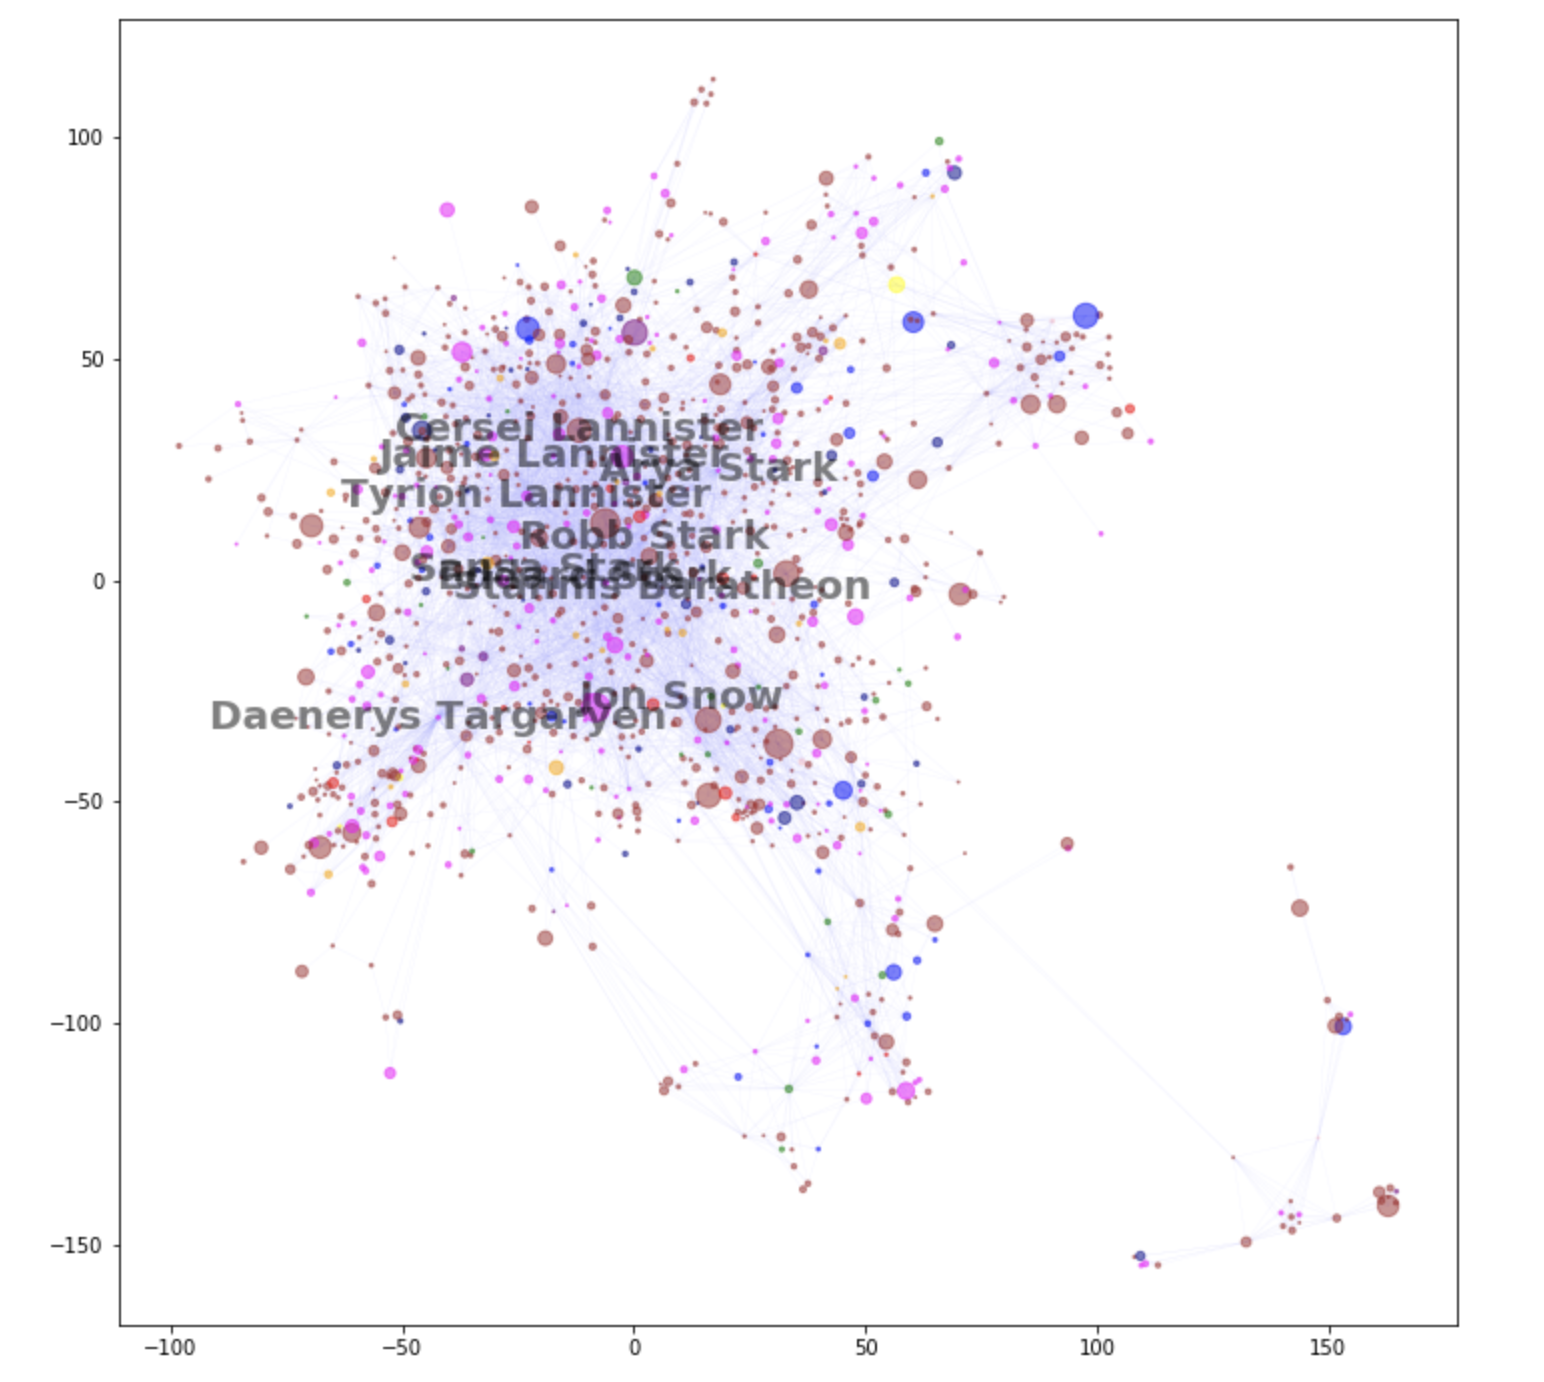 100
50
0
−50
−100
−150
Cersei Lannister
Jaime Lannister
Arya Stark
Tyrion Lannister
Robb Stark
Sansa Stark
Stannis Baratheon
Jon Snow
Daenerys Targaryen
−100
−50
0
50
100
150